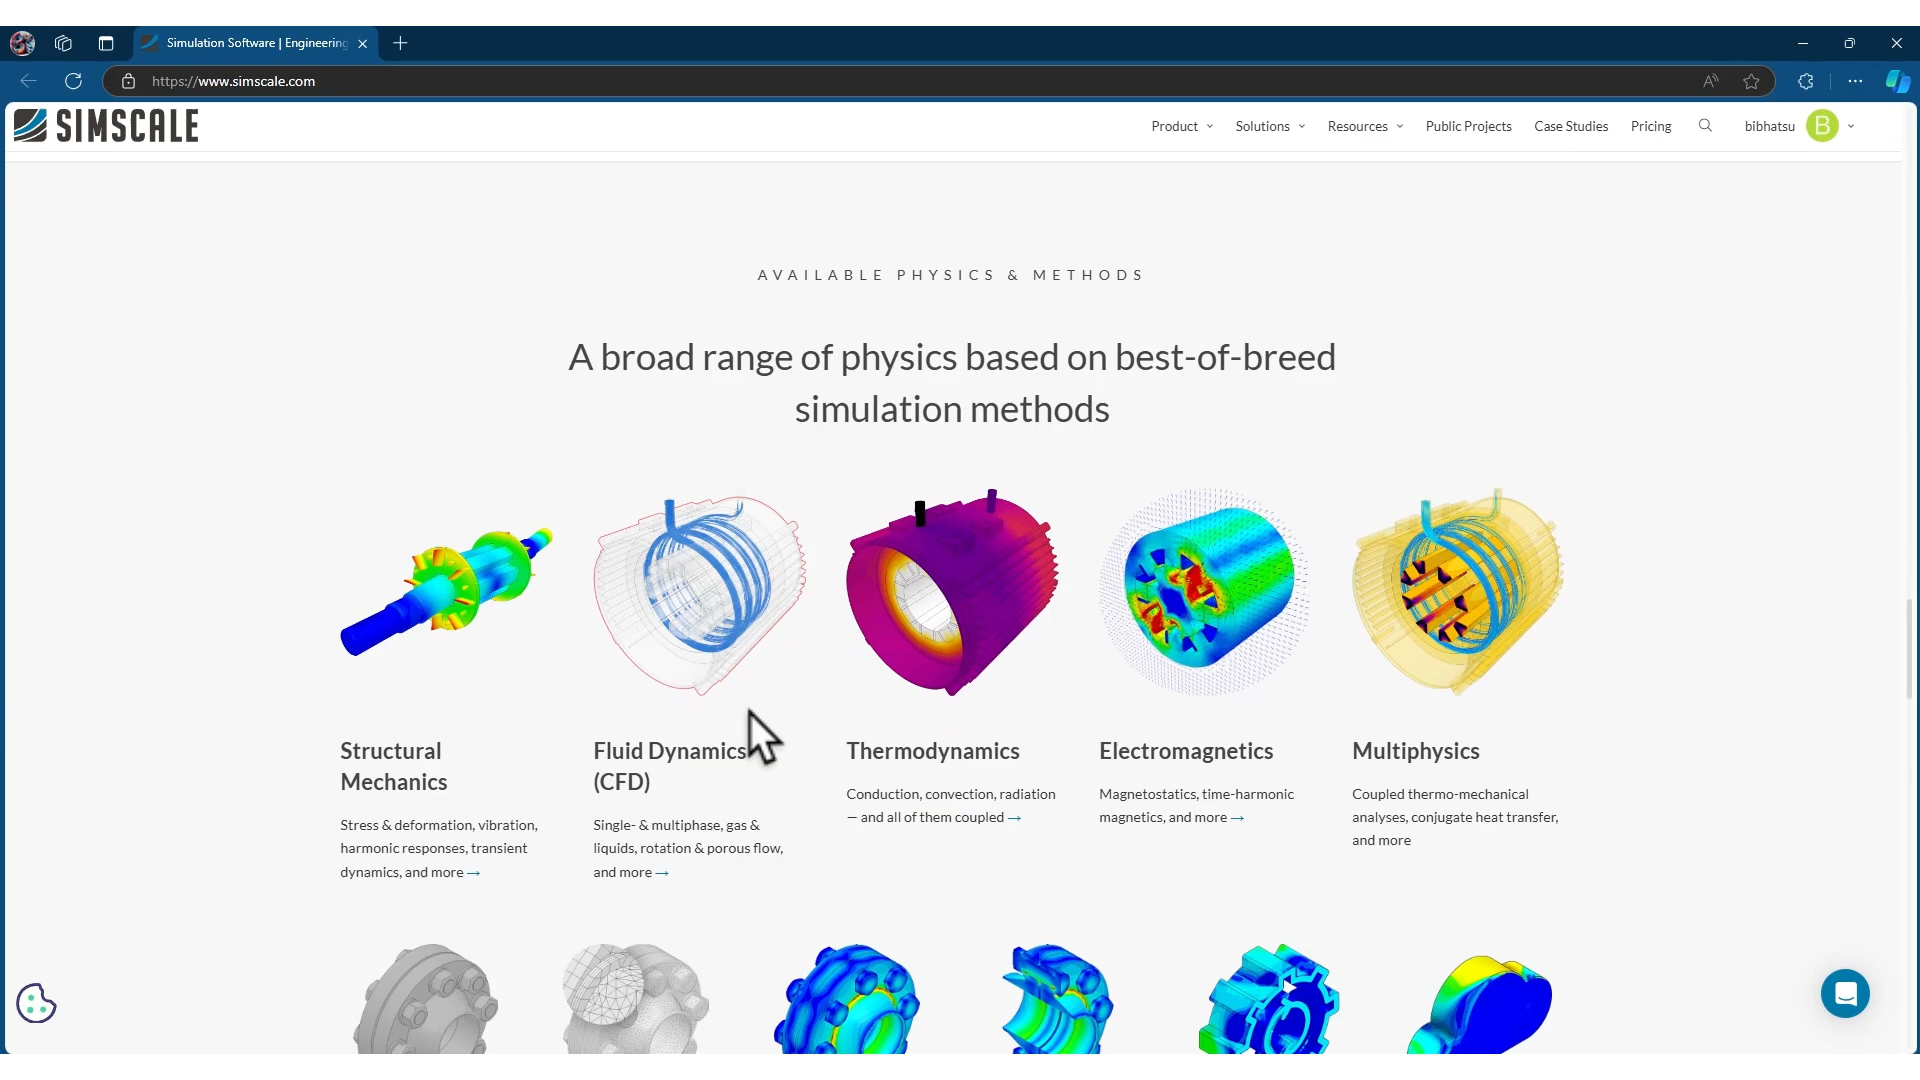 Simulation Software | Engineering
https://www.simscale.com
SIMSCALE
Product
Solutions
Resources
Public Projects
Case Studies
Pricing
bibhatsu
B
AVAILABLE PHYSICS & METHODS
A broad range of physics based on best-of-breed
simulation methods
Structural
Mechanics
Stress & deformation, vibration,
harmonic responses, transient
dynamics, and more →
Fluid Dynamics
(CFD)
Single- & multiphase, gas &
liquids, rotation & porous flow,
and more →
Thermodynamics
Conduction, convection, radiation
— and all of them coupled →
Electromagnetics
Magnetostatics, time-harmonic
magnetics, and more →
Multiphysics
Coupled thermo-mechanical
analyses, conjugate heat transfer,
and more